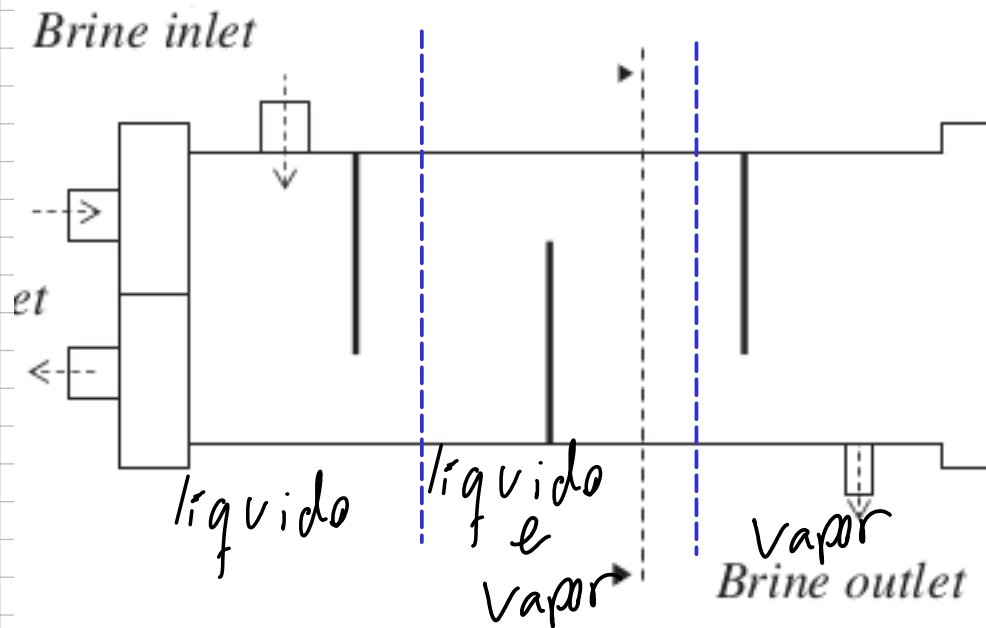 Brine inlet
et
líquido
líquido
e
vapor
vapor
Brine outlet